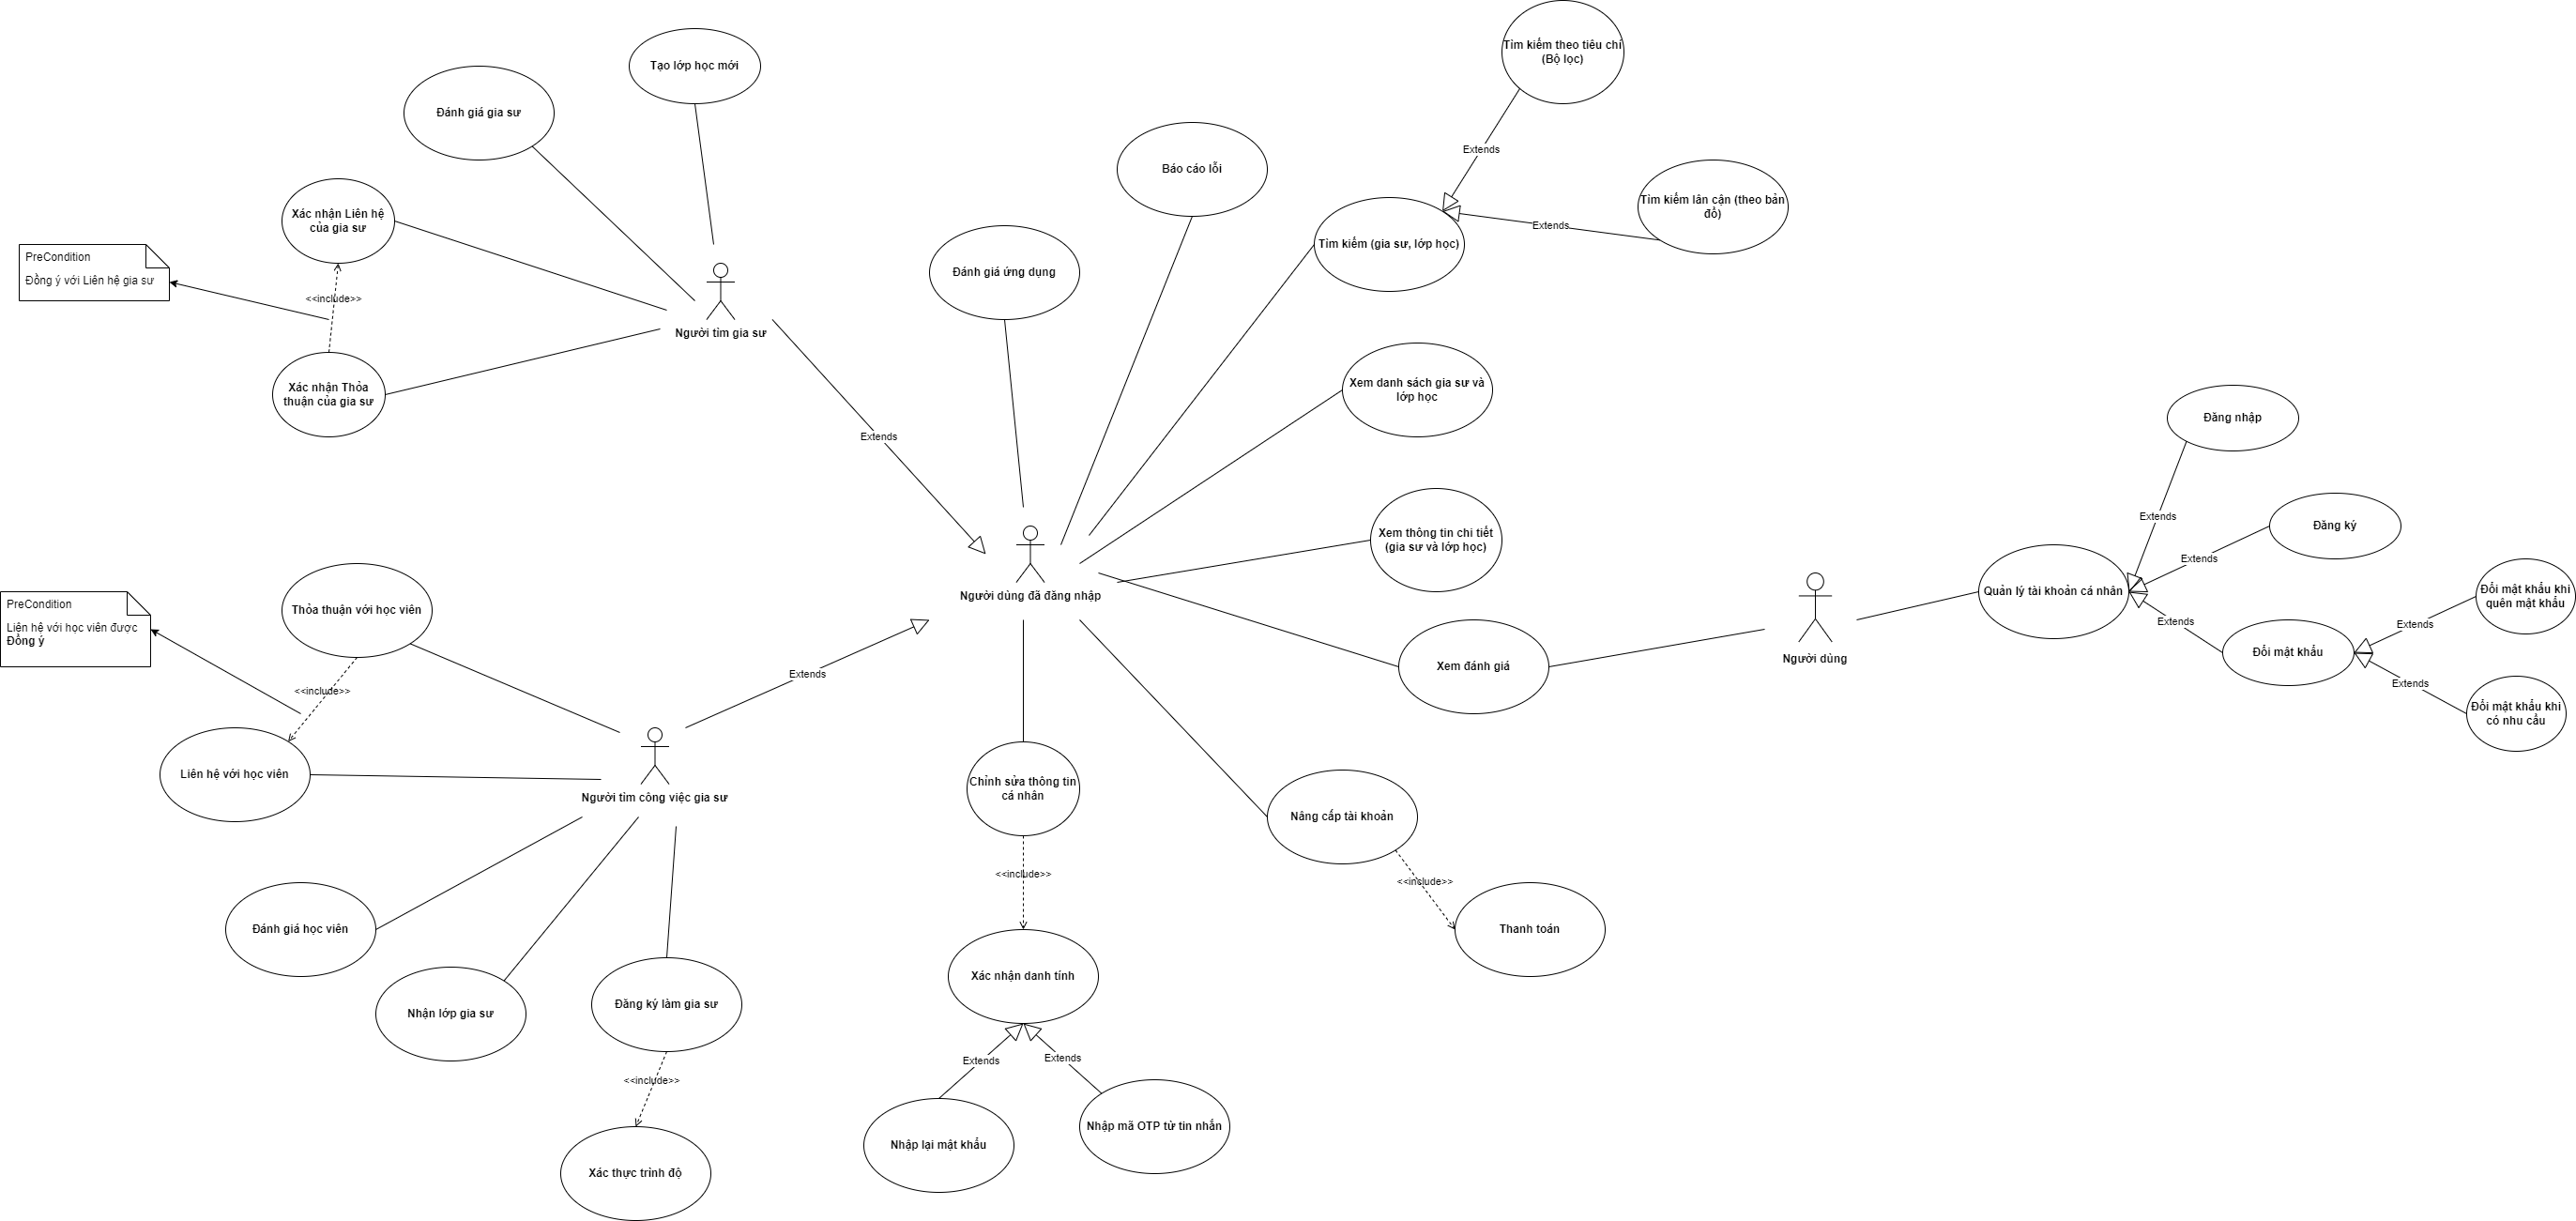 Tìm kiếm theo tiêu chí
(Bộ lọc)
Tạo lớp học mới
Đánh giá gia sư
Extends
Báo cáo lỗi
Tìm kiếm lân cận (theo bản
đồ)
Xác nhận Liên hệ
của gia sư
Extends
Tìm kiếm (gia sư, lớp học)
PreCondition
Đồng ý với Liên hệ gia sư
Đánh giá ứng dụng
<<include>>
Người tìm gia sư
Xác nhận Thỏa
thuận của gia sư
Xem danh sách gia sư và
lớp học
Đăng nhập
Extends
Extends
Đăng ký
Xem thông tin chi tiết
(gia sư và lớp học)
Extends
Quản lý tài khoản cá nhân
Đổi mật khẩu khi
quên mật khẩu
Người dùng đã đăng nhập
PreCondition
Liên hệ với học viên được
Đồng ý
Thỏa thuận với học viên
Extends
Extends
Đổi mật khẩu
Người dùng
Xem đánh giá
Extends
Extends
Đổi mật khẩu khi
có nhu cầu
<<include>>
Liên hệ với học viên
Người tìm công việc gia sư
Chỉnh sửa thông tin
cá nhân
Nâng cấp tài khoản
<<include>>
<<include>>
Đánh giá học viên
Thanh toán
Xác nhận danh tính
Đăng ký làm gia sư
Nhận lớp gia sư
Extends
Extends
<<include>>
Nhập mã OTP từ tin nhắn
Nhập lại mật khẩu
Xác thực trình độ